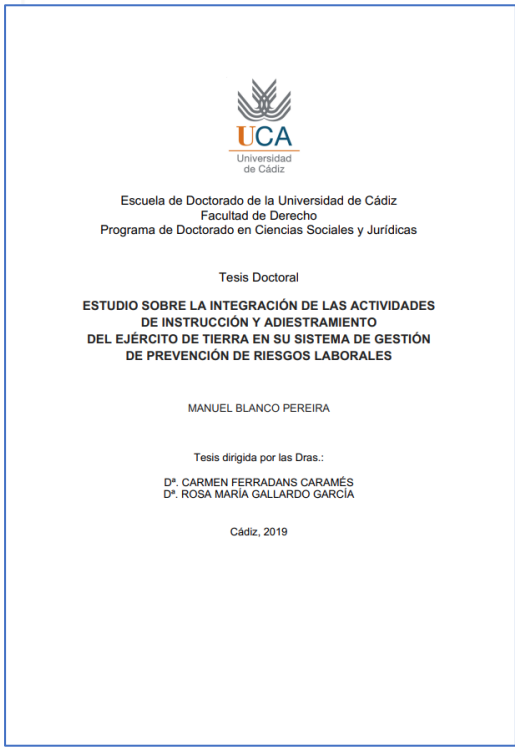 UCA
Universidad
de Cádiz
Escuela de Doctorado de la Universidad de Cádiz
Facultad de Derecho
Programa de Doctorado en Ciencias Sociales y Jurídicas
Tesis Doctoral
ESTUDIO SOBRE LA INTEGRACIÓN DE LAS ACTIVIDADES
DE INSTRUCCIÓN Y ADIESTRAMIENTO
DEL EJÉRCITO DE TIERRA EN SU SISTEMA DE GESTIÓN
DE PREVENCIÓN DE RIESGOS LABORALES
MANUEL BLANCO PEREIRA
Tesis dirigida por las Dras.:
Dª. CARMEN FERRADANS CARAMÉS
Dª. ROSA MARÍA GALLARDO GARCÍA
Cádiz, 2019